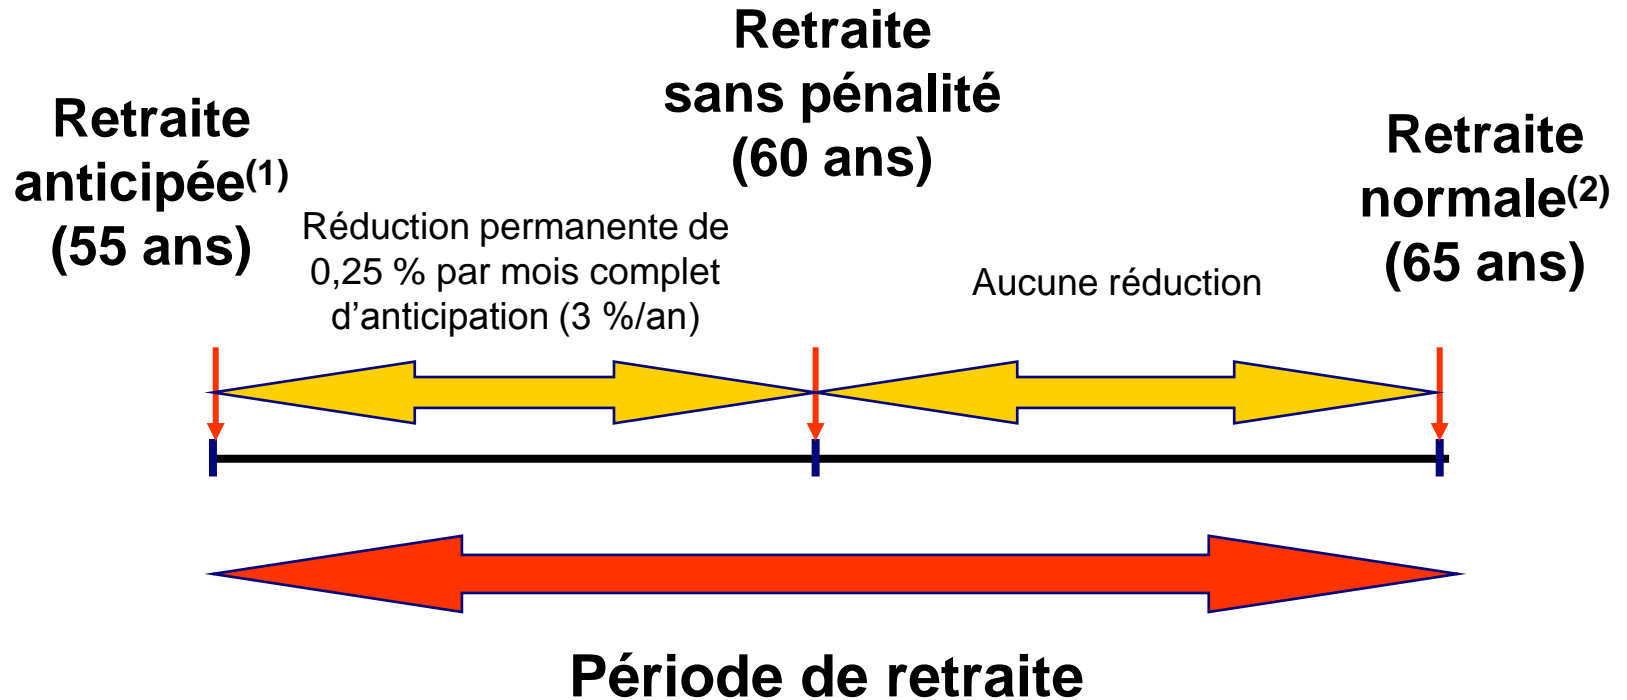 Retraite
anticipée(1)
(55 ans)
Retraite
sans pénalité
(60 ans)
Retraite
normale(2)
(65 ans)
Réduction permanente de
0,25 % par mois complet
d’anticipation (3 %/an)
Aucune réduction
Période de retraite